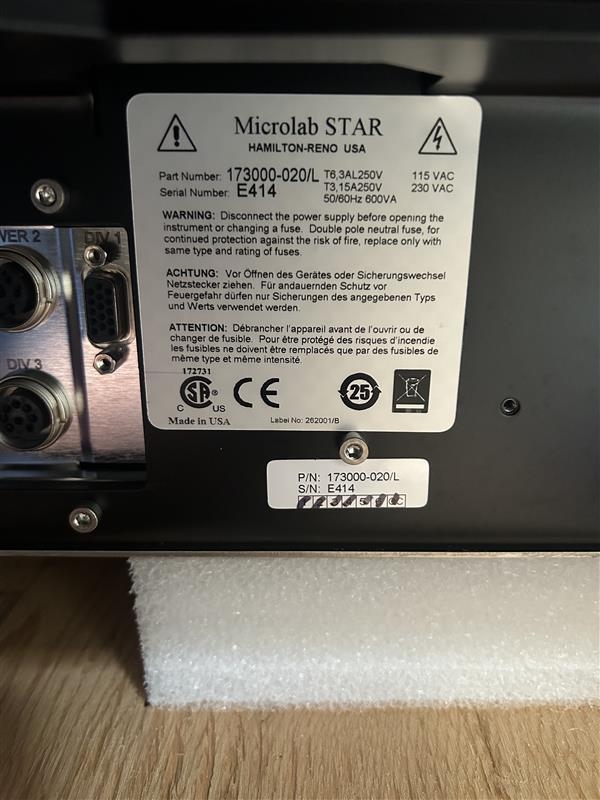 Microlab STAR
HAMILTON-RENO USA
Part Number: 173000-020/L T6,3AL250V 115 VAC
Serial Number: E414 T3,15A250V 230 VAC
50/60Hz 600VA
WARNING: Disconnect the power supply before opening the
instrument or changing a fuse. Double pole neutral fuse, for
continued protection against the risk of fire, replace only with
same type and rating of fuses.
ACHTUNG: Vor Öffnen des Gerätes oder Sicherungswechsel
Netzstecker ziehen. Für andauernden Schutz vor
Feuergefahr dürfen nur Sicherungen des angegebenen Typs
und Werts verwendet werden.
ATTENTION: Débrancher l'appareil avant de l'ouvrir ou de
changer de fusible. Pour être protégé des risques d'incendie
les fusibles ne doivent être remplacés que par des fusibles de
même type et même intensité.
172731
C SA US CE 25
Made in USA Label No: 262001/B
WER 2 DIV 1
DIV 3
P/N: 173000-020/L
S/N: E414